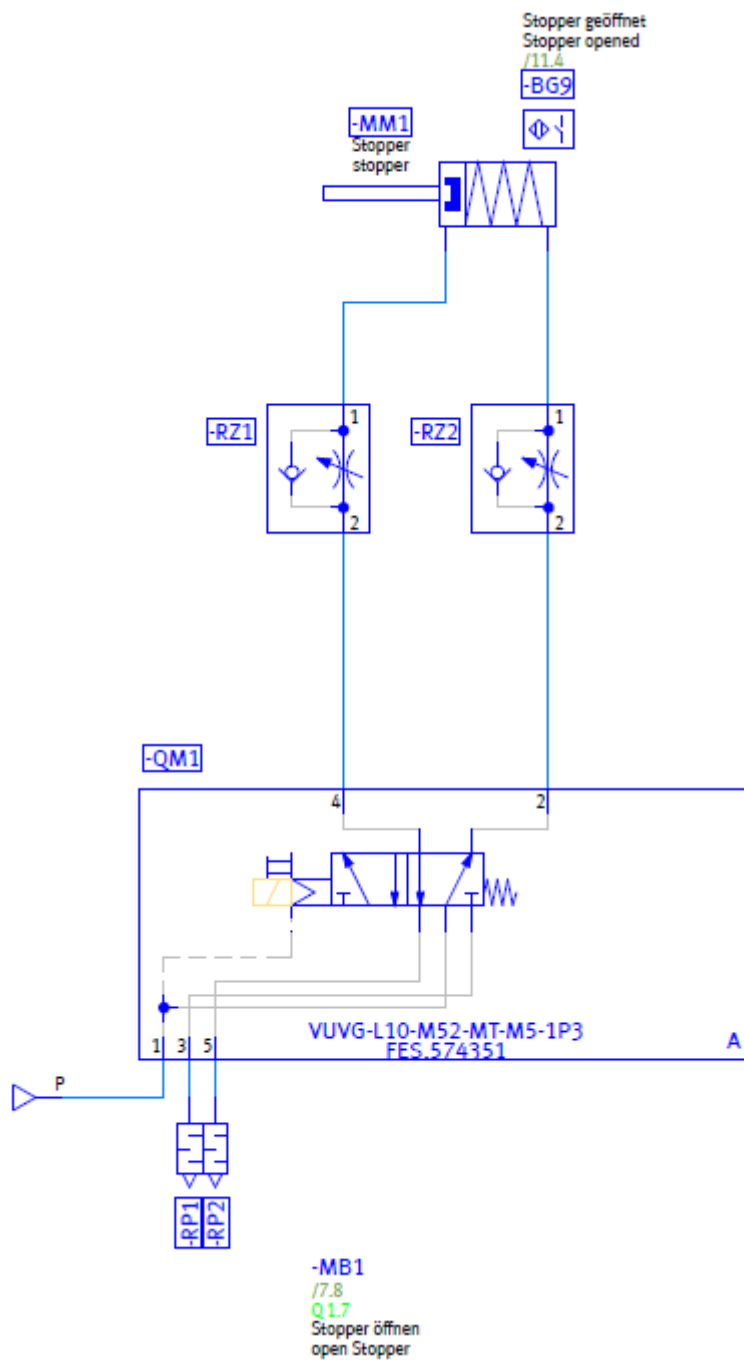 Stopper geöffnet
Stopper opened
/11.4
-BG9
-MM1
Stopper
stopper
1
-RZ1
2
1
-RZ2
2
-QM1
4
2
VUVG-L10-M52-MT-M5-1P3
FES.574351
A
1
3
5
P
-RP1
-RP2
-MB1
/7.8
Q1.7
Stopper öffnen
open Stopper